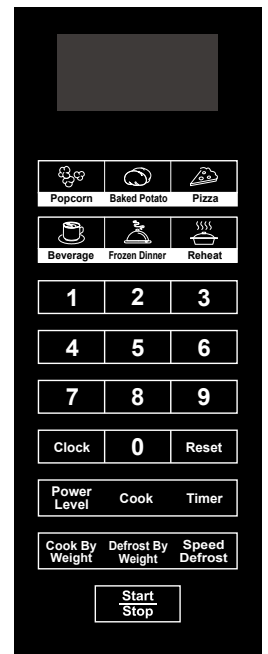 Popcorn Baked Potato Pizza
Beverage Frozen Dinner Reheat
1 2 3
4 5 6
7 8 9
Clock 0 Reset
Power Level Cook Timer
Cook By Weight Defrost By Weight Speed Defrost
Start
Stop